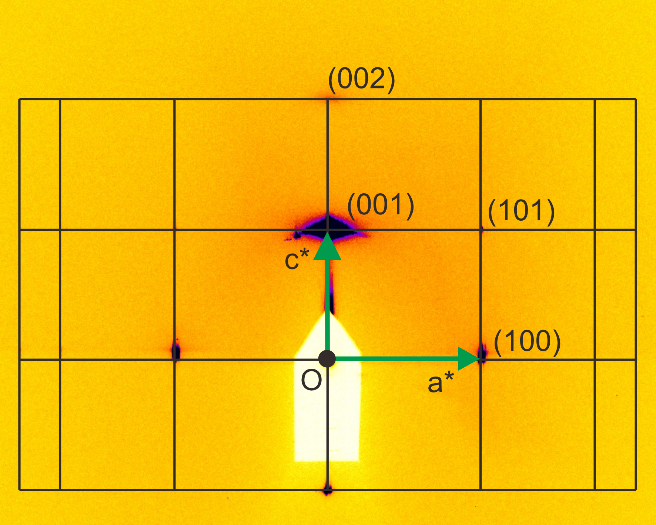 (002)
(001)
(101)
c*
(100)
O
a*